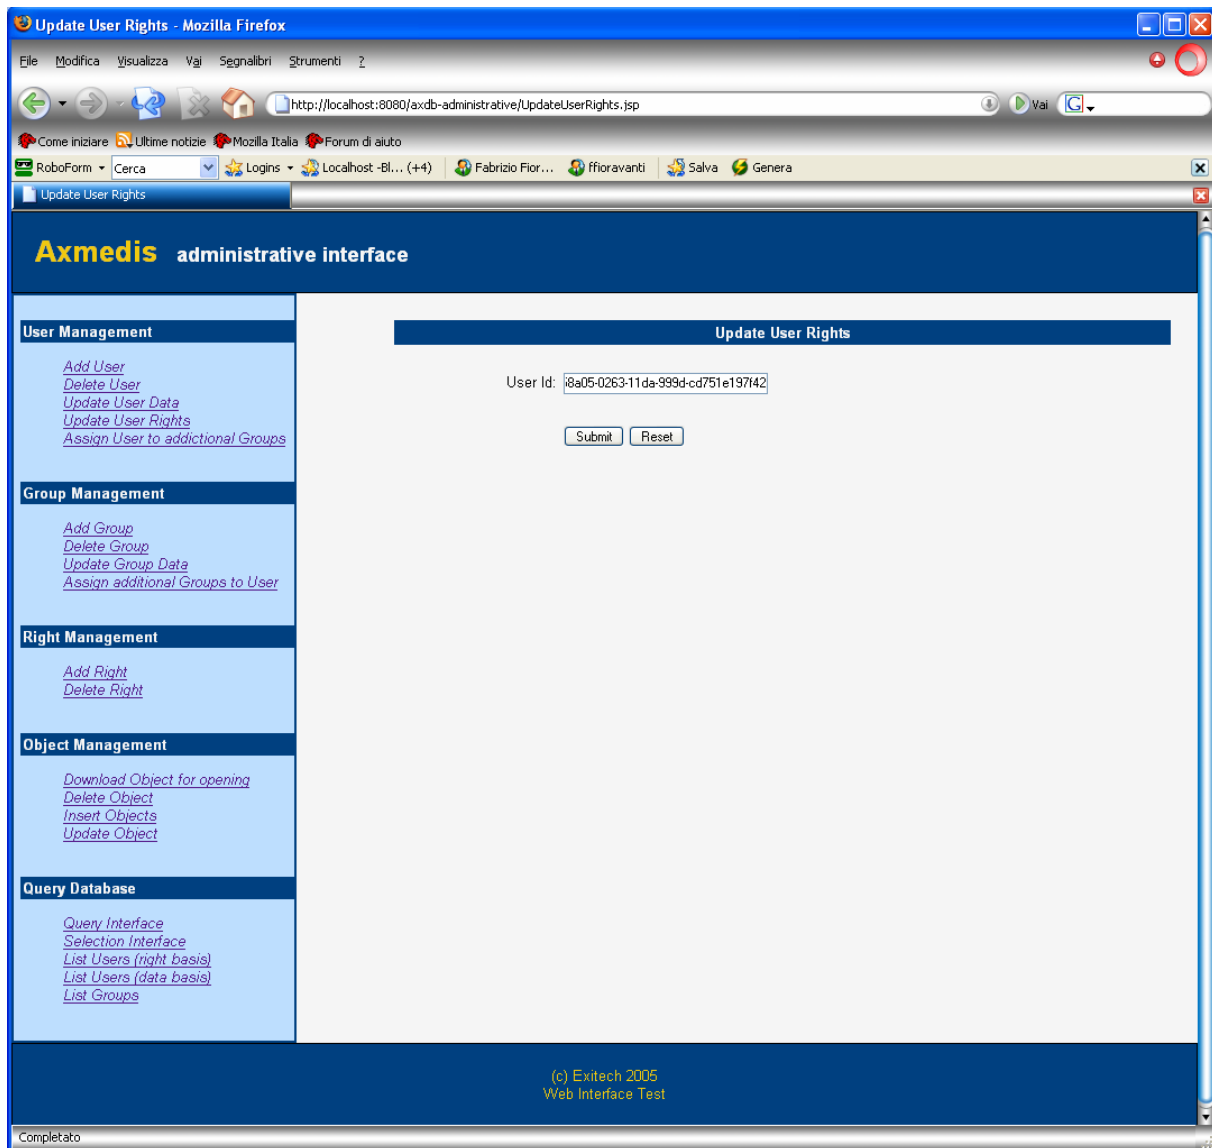 Update User Rights - Mozilla Firefox
File Modifica Visualizza Vai Segnalibri Strumenti ?
http://localhost:8080/axdb-administrative/UpdateUserRights.jsp Vai G
Come iniziare Ultime notizie Mozilla Italia Forum di aiuto
RoboForm Cerca Logins Localhost -Bl... (+4) Fabrizio Fior... ffioravanti Salva Genera
Update User Rights
Axmedis administrative interface
User Management
Add User
Delete User
Update User Data
Update User Rights
Assign User to addictional Groups
Group Management
Add Group
Delete Group
Update Group Data
Assign additional Groups to User
Right Management
Add Right
Delete Right
Object Management
Download Object for opening
Delete Object
Insert Objects
Update Object
Query Database
Query Interface
Selection Interface
List Users (right basis)
List Users (data basis)
List Groups
Update User Rights
User Id: 8a05-0263-11da-999d-cd751e197f42
Submit Reset
(c) Exitech 2005
Web Interface Test
Completato